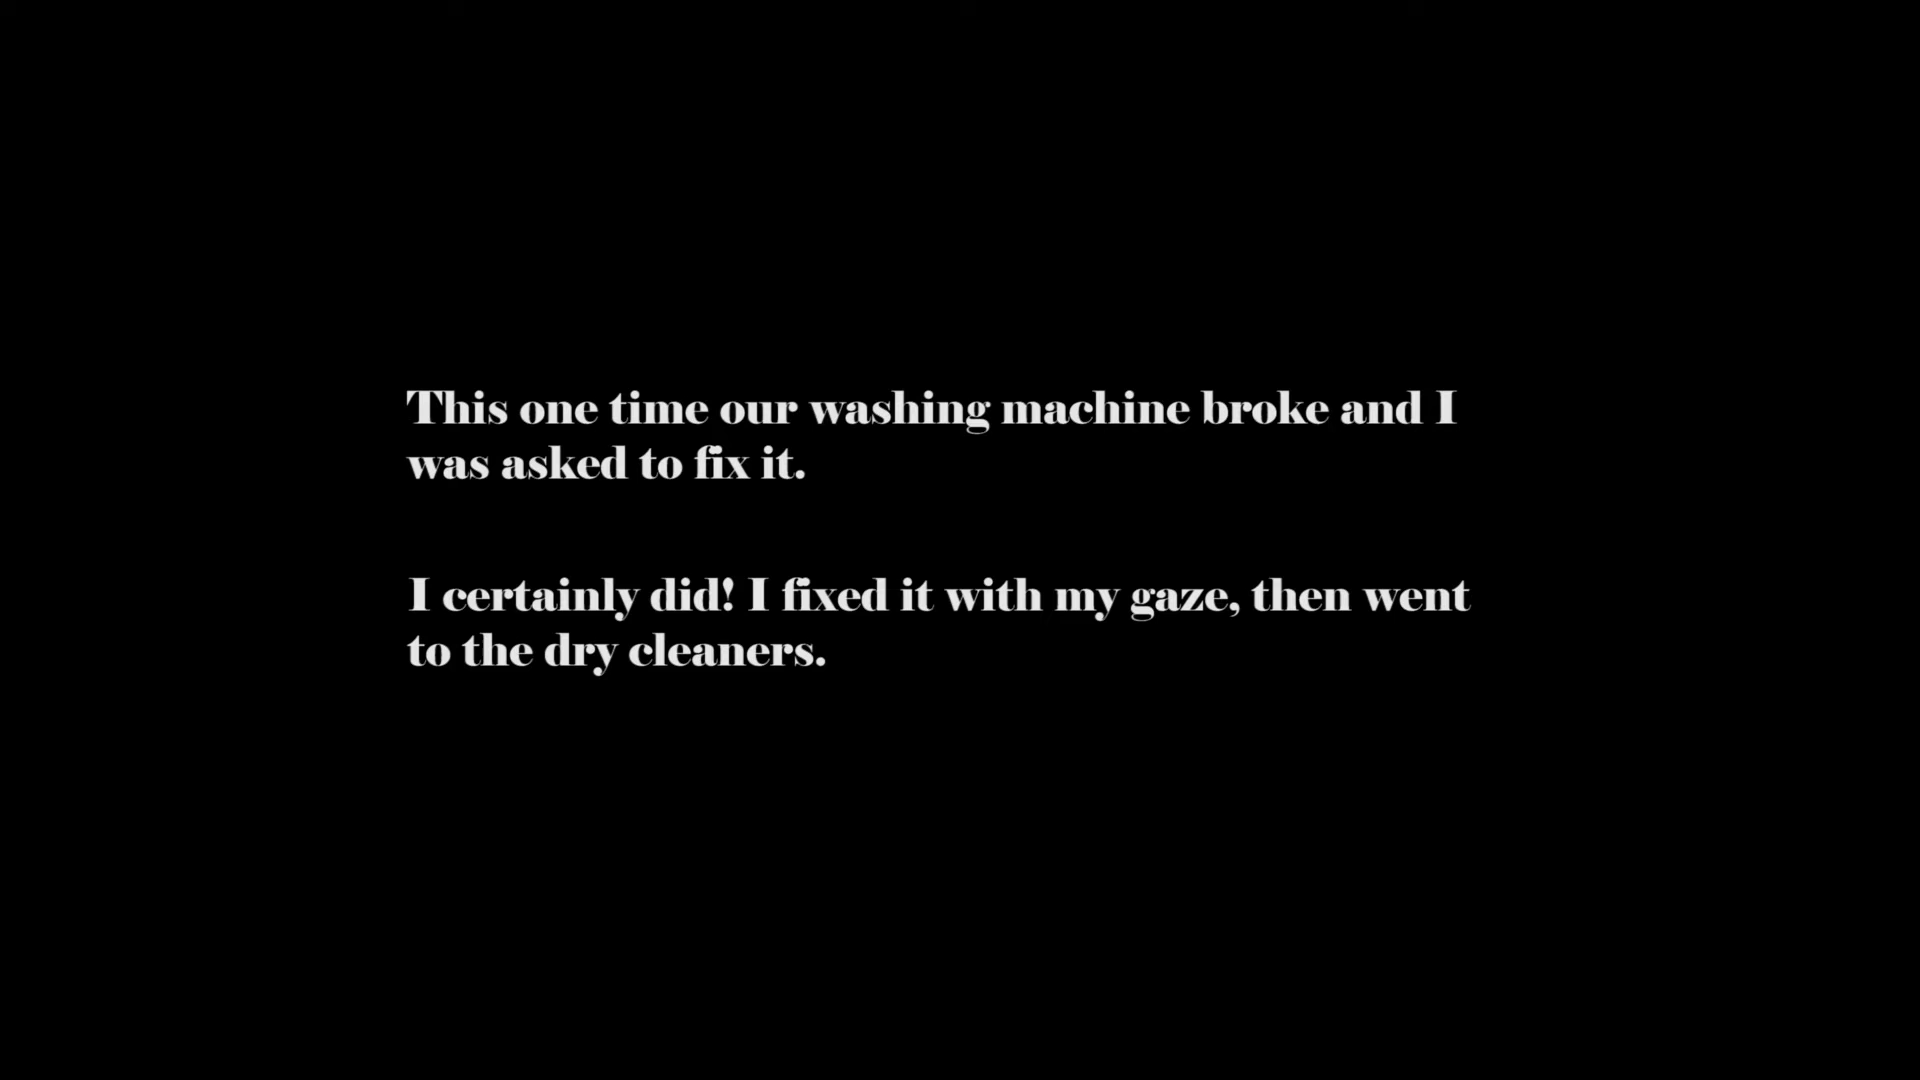 This one time our washing machine broke and I
was asked to fix it.
I certainly did! I fixed it with my gaze, then went
to the dry cleaners.